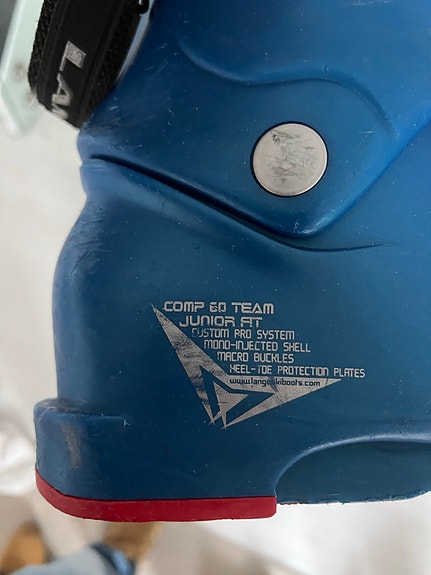 LAN
COMP 60 TEAM
JUNIOR FIT
CUSTOM PRO SYSTEM
MONO-INJECTED SHELL
MACRO BUCKLES
HEEL-TOE PROTECTION PLATES
www.langeskiboots.com